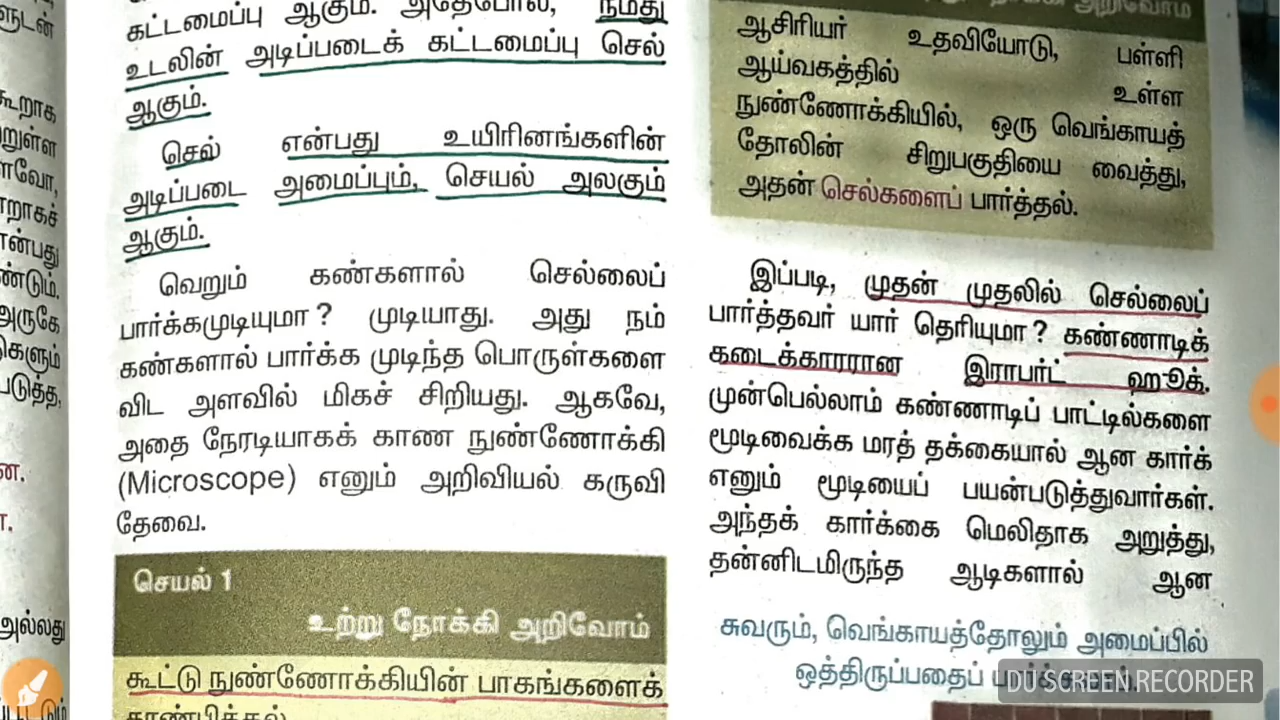 கட்டமைப்பு ஆகும். அதேபோல், நமது
உடலின் அடிப்படைக் கட்டமைப்பு செல்
ஆகும்.
செல் என்பது உயிரினங்களின்
அடிப்படை அமைப்பும், செயல் அலகும்
ஆகும்.
வெறும் கண்களால் செல்லைப்
பார்க்கமுடியுமா? முடியாது. அது நம்
கண்களால் பார்க்க முடிந்த பொருள்களை
விட அளவில் மிகச் சிறியது. ஆகவே,
அதை நேரடியாகக் காண நுண்ணோக்கி
(Microscope) எனும் அறிவியல் கருவி
தேவை.
செயல் 1
உற்று நோக்கி அறிவோம்
கூட்டு நுண்ணோக்கியின் பாகங்களைக்
ஆசிரியர் உதவியோடு, பள்ளி
ஆய்வகத்தில் உள்ள
நுண்ணோக்கியில், ஒரு வெங்காயத்
தோலின் சிறுபகுதியை வைத்து,
அதன் செல்களைப் பார்த்தல்.
இப்படி, முதன் முதலில் செல்லைப்
பார்த்தவர் யார் தெரியுமா? கண்ணாடிக்
கடைக்காரரான இராபர்ட் ஹூக்.
முன்பெல்லாம் கண்ணாடிப் பாட்டில்களை
மூடிவைக்க மரத் தக்கையால் ஆன கார்க்
எனும் மூடியைப் பயன்படுத்துவார்கள்.
அந்தக் கார்க்கை மெலிதாக அறுத்து,
தன்னிடமிருந்த ஆடிகளால் ஆன
சுவரும், வெங்காயத்தோலும் அமைப்பில்
ஒத்திருப்பதைப்
DU SCREEN RECORDER